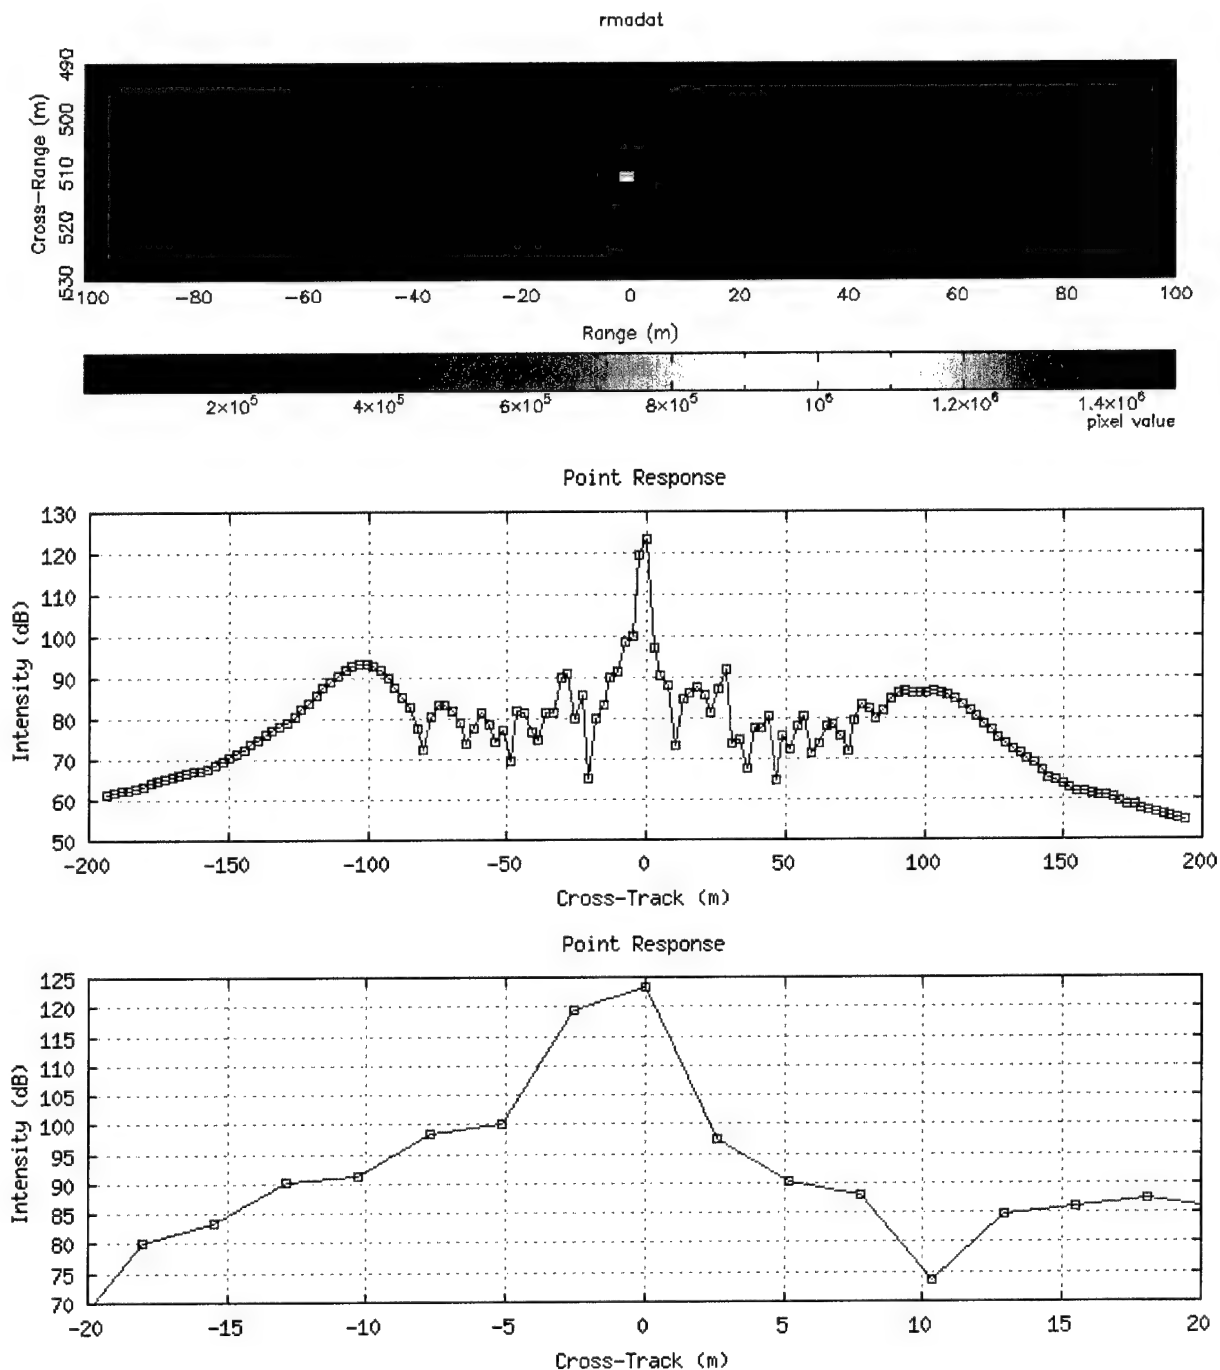 rmadat
Cross-Range (m)
490
500
510
520
530
-100 -80 -60 -40 -20 0 20 40 60 80 100
Range (m)
2×10⁵ 4×10⁵ 6×10⁵ 8×10⁵ 10⁶ 1.2×10⁶ 1.4×10⁶
pixel value
Point Response
Intensity (dB)
130
120
110
100
90
80
70
60
50
-200 -150 -100 -50 0 50 100 150 200
Cross-Track (m)
Point Response
Intensity (dB)
125
120
115
110
105
100
95
90
85
80
75
70
-20 -15 -10 -5 0 5 10 15 20
Cross-Track (m)